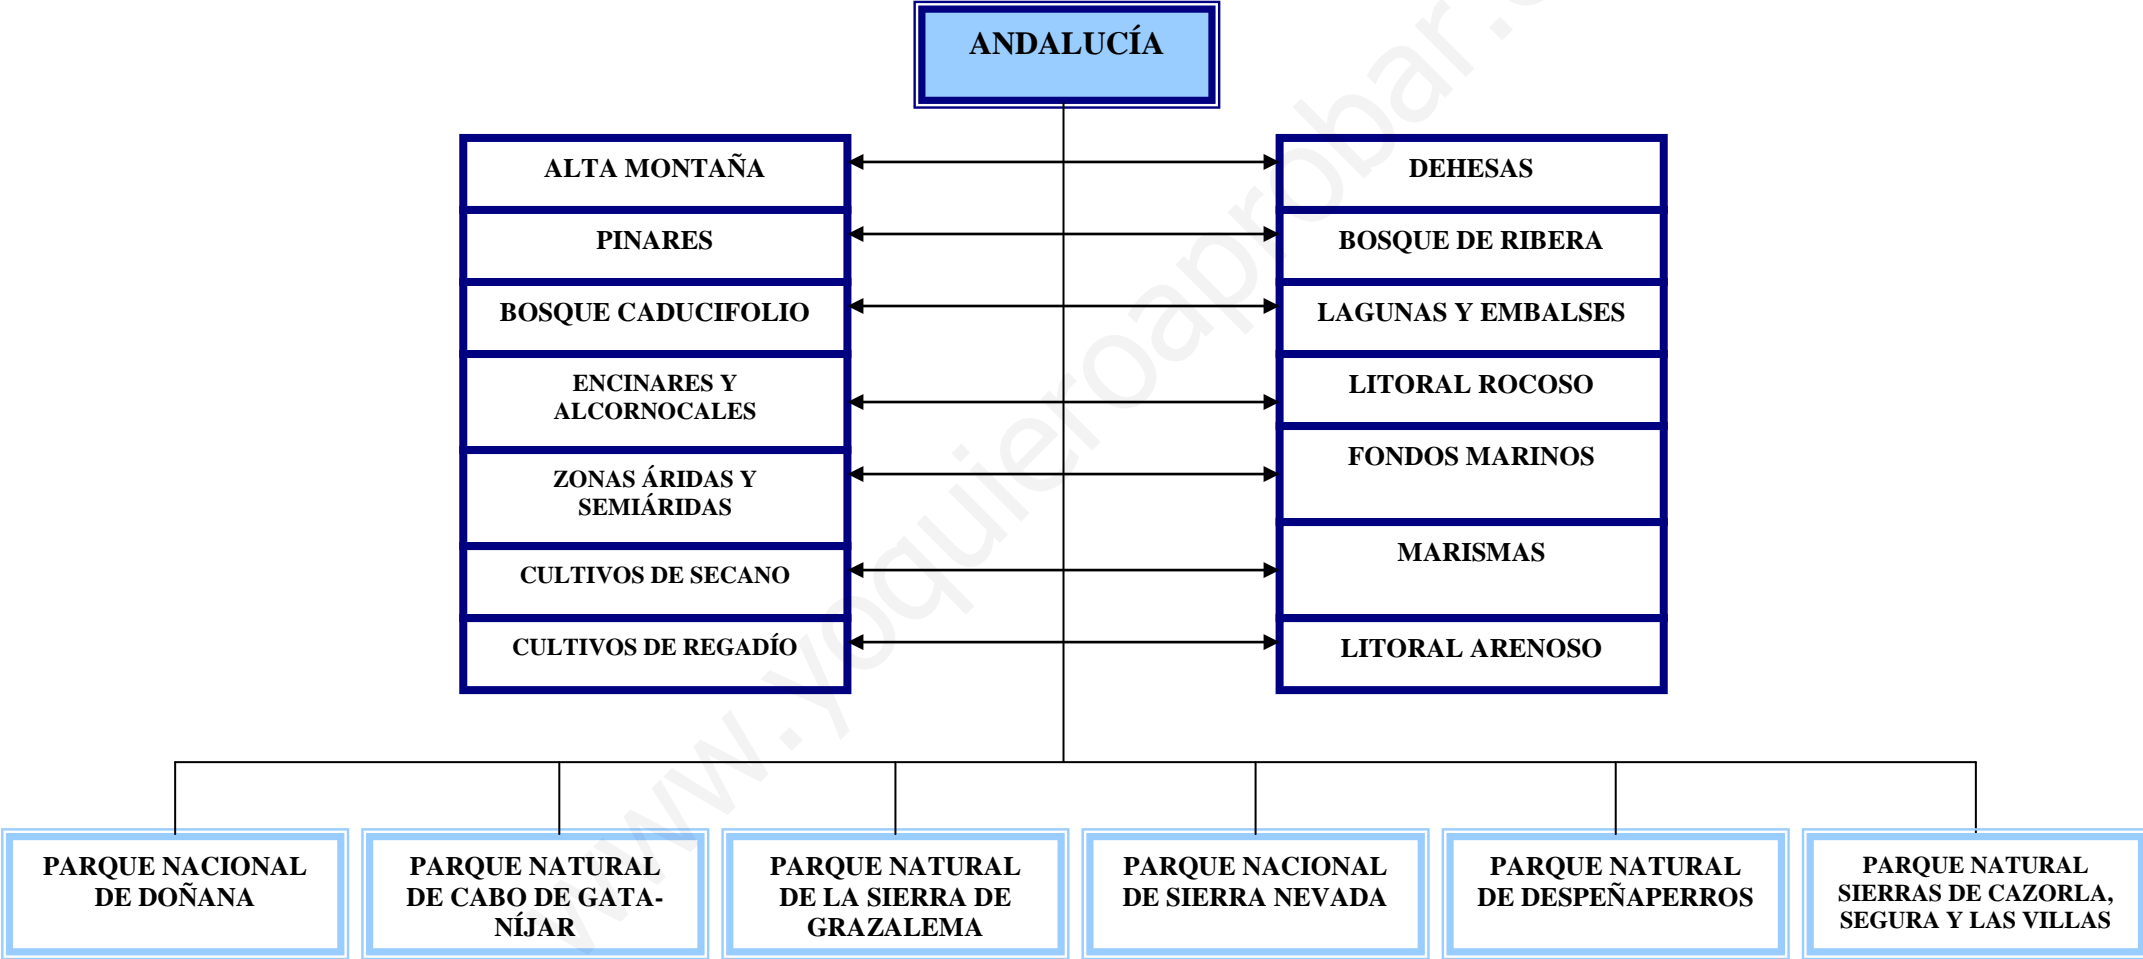 ANDALUCÍA
ALTA MONTAÑA
PINARES
BOSQUE CADUCIFOLIO
ENCINARES Y
ALCORNOCALES
ZONAS ÁRIDAS Y
SEMIÁRIDAS
CULTIVOS DE SECANO
CULTIVOS DE REGADÍO
DEHESAS
BOSQUE DE RIBERA
LAGUNAS Y EMBALSES
LITORAL ROCOSO
FONDOS MARINOS
MARISMAS
LITORAL ARENOSO
PARQUE NACIONAL
DE DOÑANA
PARQUE NATURAL
DE CABO DE GATA-
NÍJAR
PARQUE NATURAL
DE LA SIERRA DE
GRAZALEMA
PARQUE NACIONAL
DE SIERRA NEVADA
PARQUE NATURAL
DE DESPEÑAPERROS
PARQUE NATURAL
SIERRAS DE CAZORLA,
SEGURA Y LAS VILLAS
www.yoquieroaprobar.